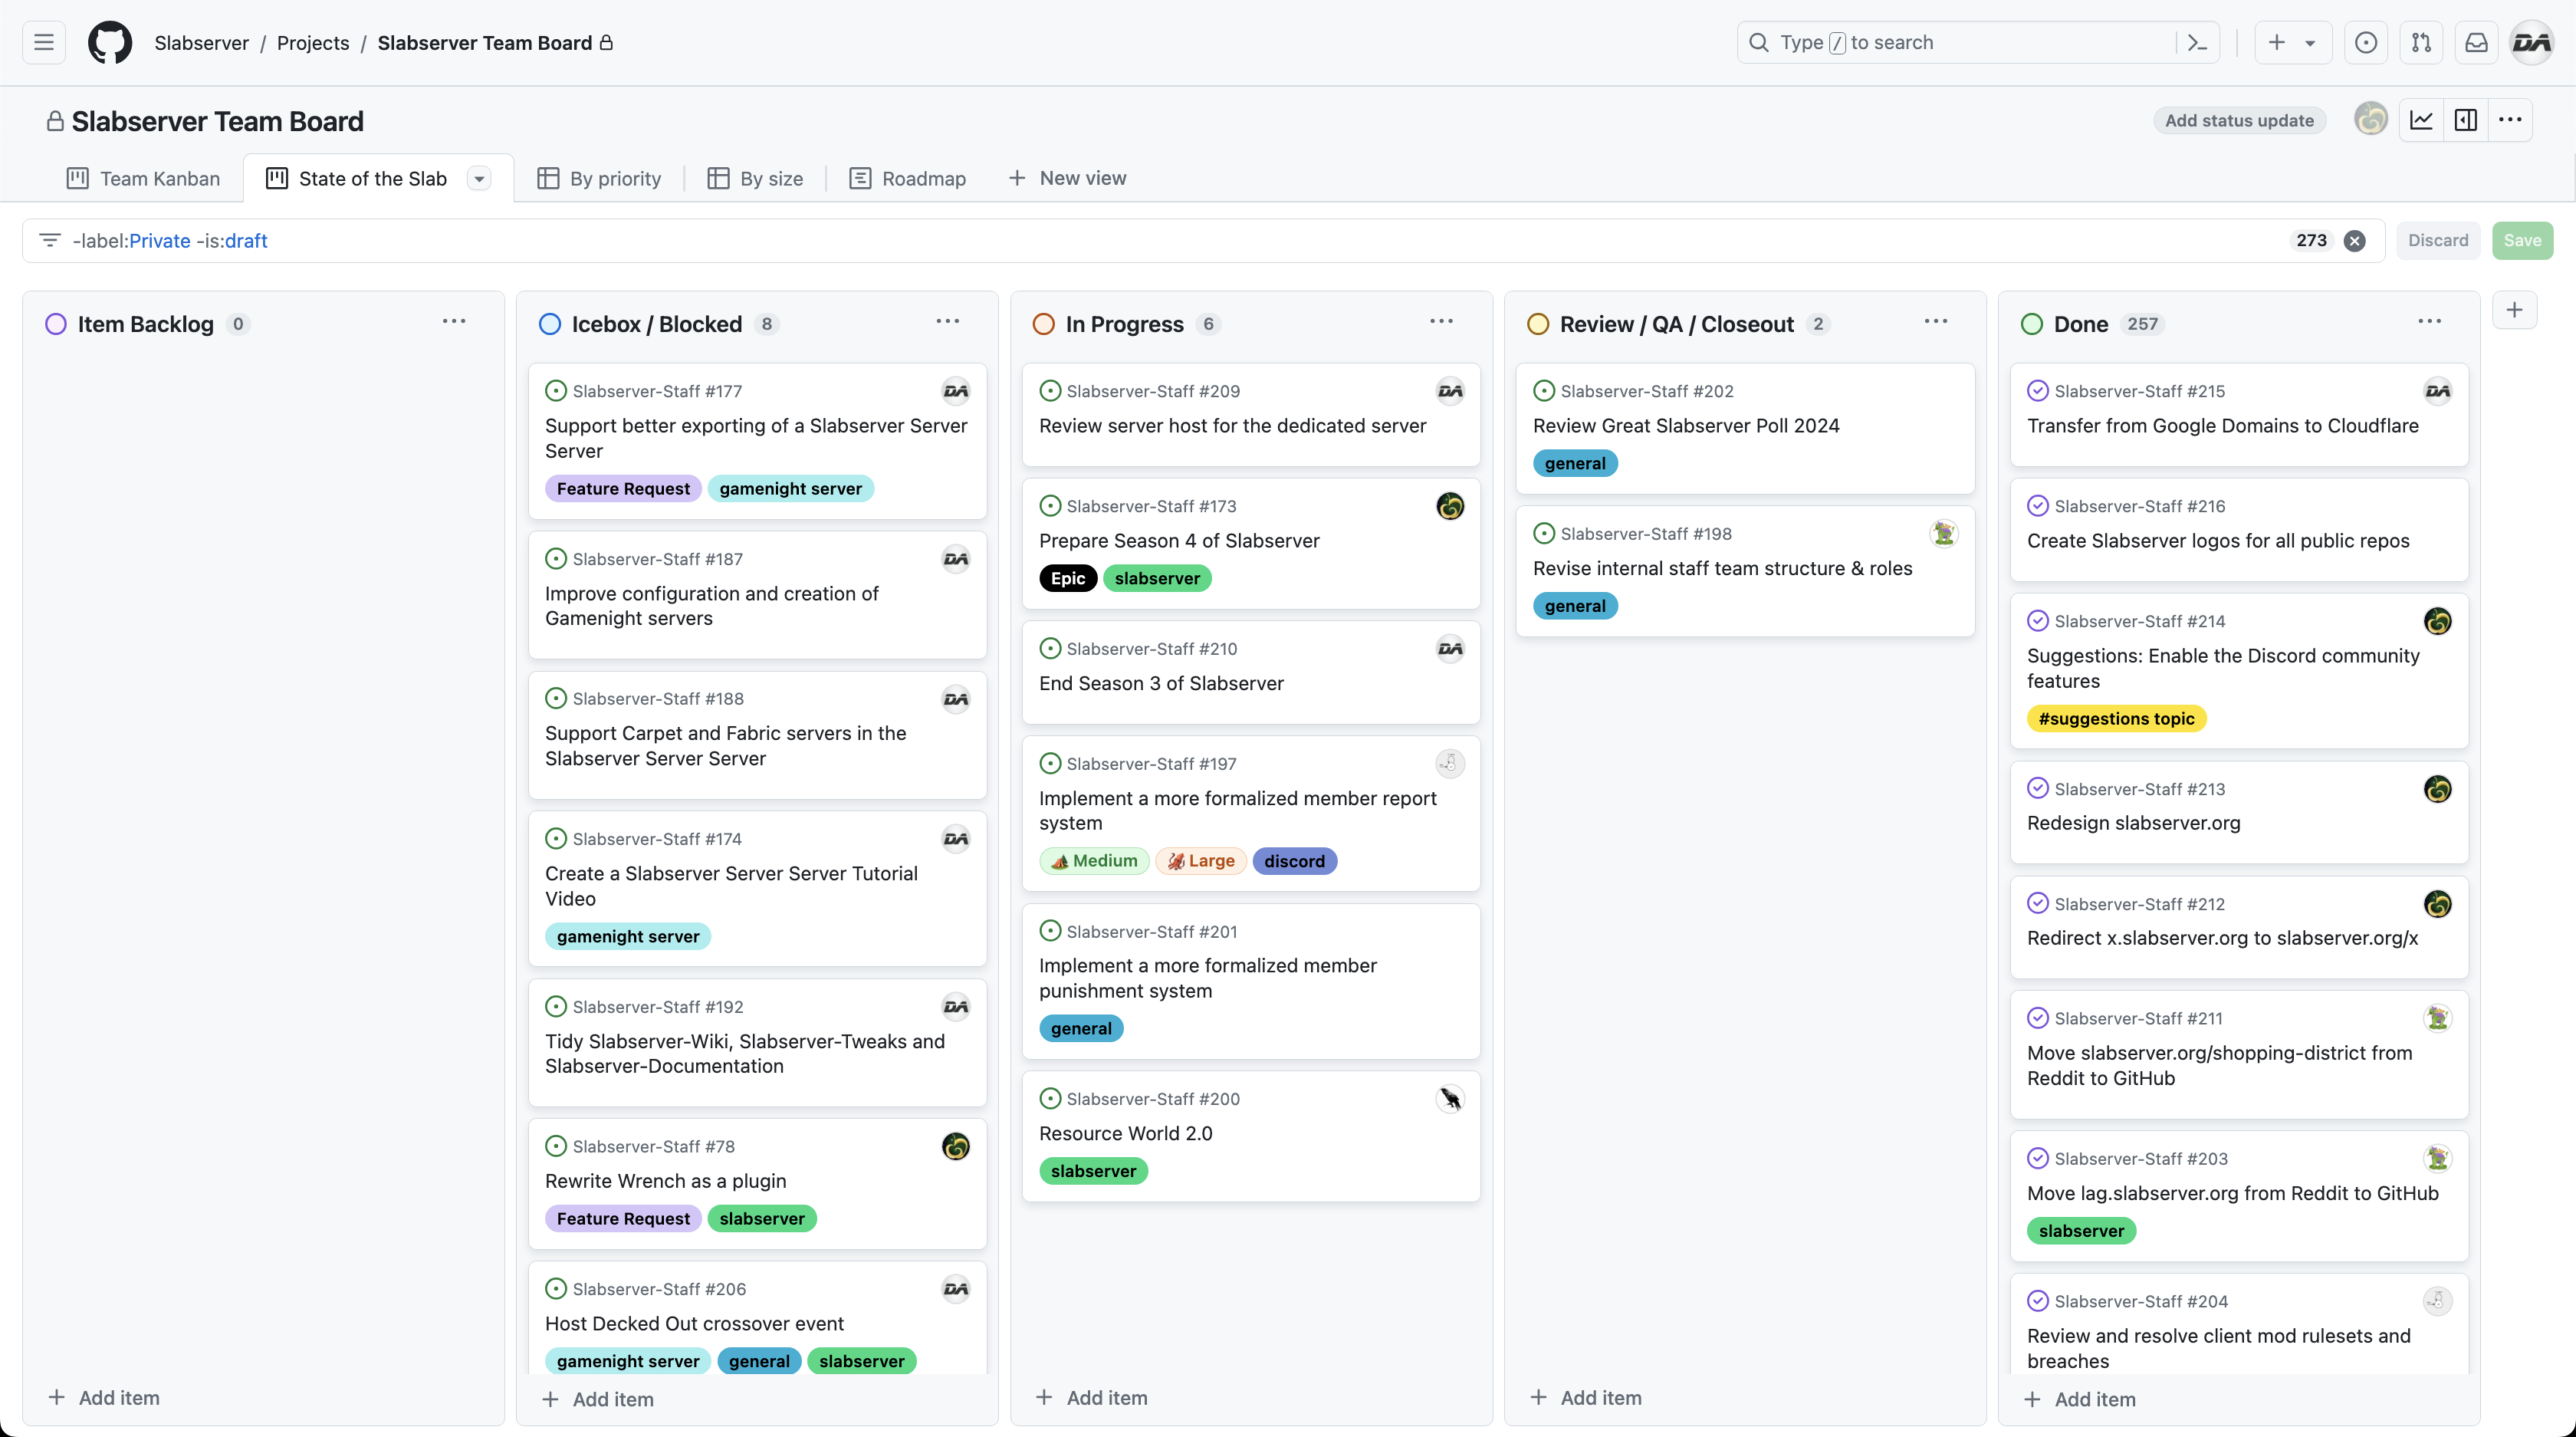 Slabserver / Projects / Slabserver Team Board
Type / to search
DA
Slabserver Team Board
Add status update
Team Kanban
State of the Slab
By priority
By size
Roadmap
New view
-label:Private -is:draft
273
Discard
Save
Item Backlog 0
Add item
Icebox / Blocked 8
Slabserver-Staff #177
DA
Support better exporting of a Slabserver Server
Server
Feature Request gamenight server
Slabserver-Staff #187
DA
Improve configuration and creation of
Gamenight servers
Slabserver-Staff #188
DA
Support Carpet and Fabric servers in the
Slabserver Server Server
Slabserver-Staff #174
DA
Create a Slabserver Server Server Tutorial
Video
gamenight server
Slabserver-Staff #192
DA
Tidy Slabserver-Wiki, Slabserver-Tweaks and
Slabserver-Documentation
Slabserver-Staff #78
Rewrite Wrench as a plugin
Feature Request slabserver
Slabserver-Staff #206
DA
Host Decked Out crossover event
gamenight server general slabserver
Add item
In Progress 6
Slabserver-Staff #209
DA
Review server host for the dedicated server
Slabserver-Staff #173
Prepare Season 4 of Slabserver
Epic slabserver
Slabserver-Staff #210
DA
End Season 3 of Slabserver
Slabserver-Staff #197
Implement a more formalized member report
system
🏕️ Medium 🦑 Large discord
Slabserver-Staff #201
Implement a more formalized member
punishment system
general
Slabserver-Staff #200
Resource World 2.0
slabserver
Add item
Review / QA / Closeout 2
Slabserver-Staff #202
Review Great Slabserver Poll 2024
general
Slabserver-Staff #198
Revise internal staff team structure & roles
general
Add item
Done 257
Slabserver-Staff #215
DA
Transfer from Google Domains to Cloudflare
Slabserver-Staff #216
Create Slabserver logos for all public repos
Slabserver-Staff #214
Suggestions: Enable the Discord community
features
#suggestions topic
Slabserver-Staff #213
Redesign slabserver.org
Slabserver-Staff #212
Redirect x.slabserver.org to slabserver.org/x
Slabserver-Staff #211
Move slabserver.org/shopping-district from
Reddit to GitHub
Slabserver-Staff #203
Move lag.slabserver.org from Reddit to GitHub
slabserver
Slabserver-Staff #204
Review and resolve client mod rulesets and
breaches
Add item